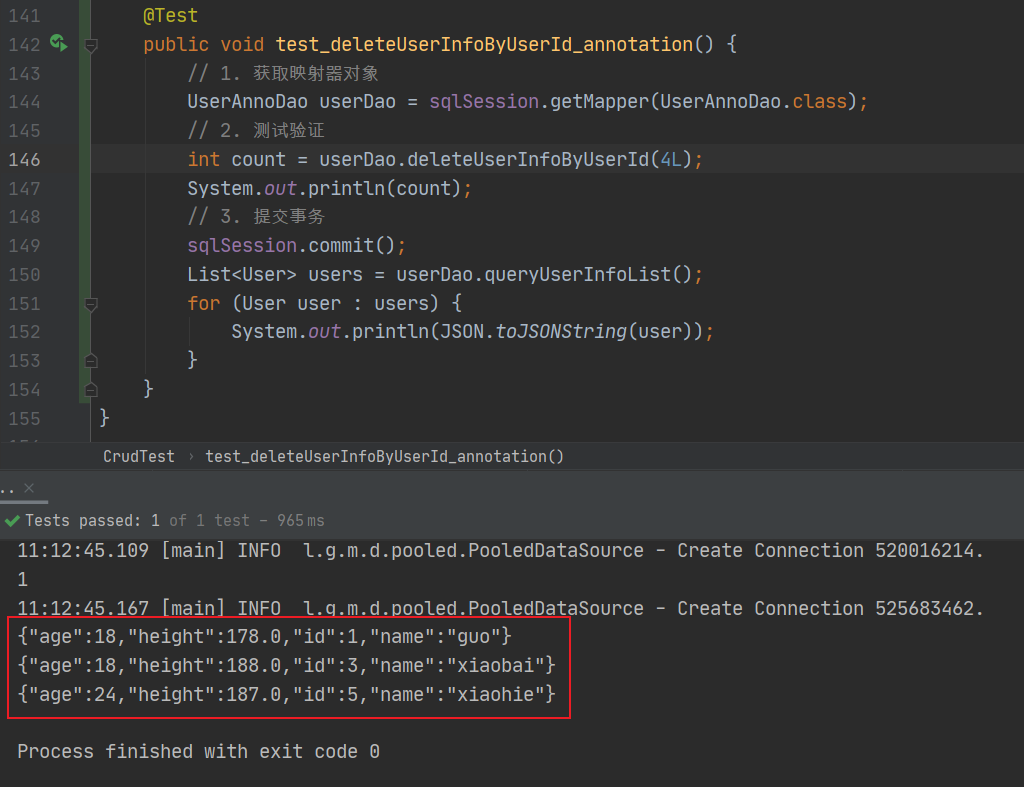 141 @Test
142 public void test_deleteUserInfoByUserId_annotation() {
143 // 1. 获取映射器对象
144 UserAnnoDao userDao = sqlSession.getMapper(UserAnnoDao.class);
145 // 2. 测试验证
146 int count = userDao.deleteUserInfoByUserId(4L);
147 System.out.println(count);
148 // 3. 提交事务
149 sqlSession.commit();
150 List<User> users = userDao.queryUserInfoList();
151 for (User user : users) {
152 System.out.println(JSON.toJSONString(user));
153 }
154 }
155 }
CrudTest › test_deleteUserInfoByUserId_annotation()
.. ×
Tests passed: 1 of 1 test – 965 ms
11:12:45.109 [main] INFO  l.g.m.d.pooled.PooledDataSource - Create Connection 520016214.
1
11:12:45.167 [main] INFO  l.g.m.d.pooled.PooledDataSource - Create Connection 525683462.
{"age":18,"height":178.0,"id":1,"name":"guo"}
{"age":18,"height":188.0,"id":3,"name":"xiaobai"}
{"age":24,"height":187.0,"id":5,"name":"xiaohie"}
Process finished with exit code 0